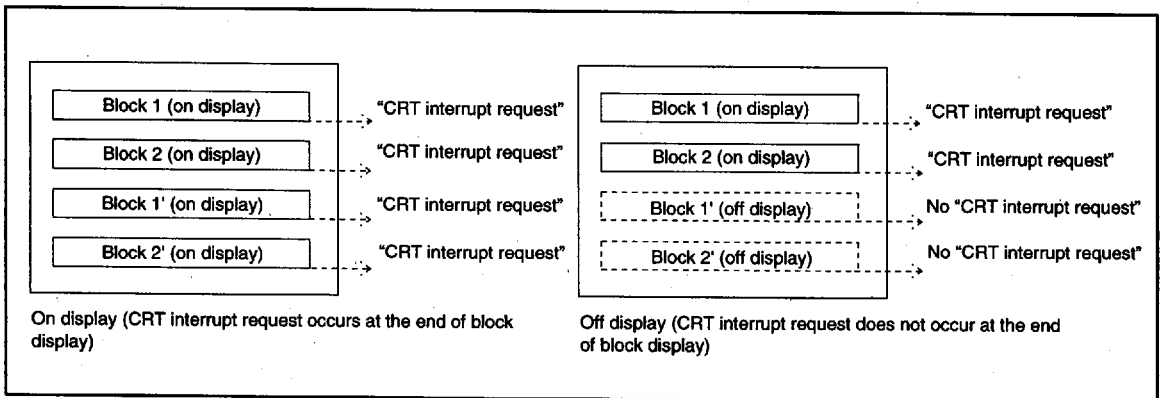 Block 1 (on display)
"CRT interrupt request"
Block 2 (on display)
"CRT interrupt request"
Block 1' (on display)
"CRT interrupt request"
Block 2' (on display)
"CRT interrupt request"
On display (CRT interrupt request occurs at the end of block
display)
Block 1 (on display)
"CRT interrupt request"
Block 2 (on display)
"CRT interrupt request"
Block 1' (off display)
No "CRT interrupt request"
Block 2' (off display)
No "CRT interrupt request"
Off display (CRT interrupt request does not occur at the end
of block display)